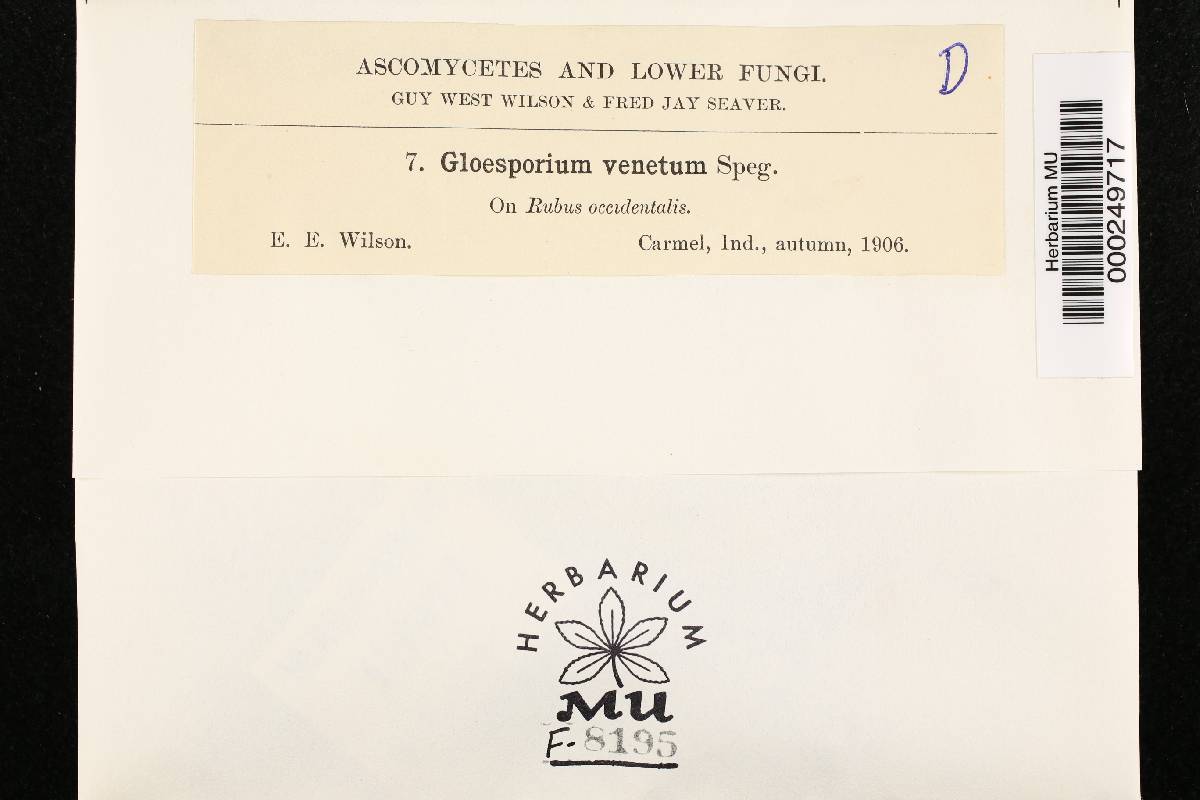 ASCOMYCETES AND LOWER FUNGI.
GUY WEST WILSON & FRED JAY SEAVER.
D
7. Gloesporium venetum Speg.
On Rubus occidentalis.
E. E. Wilson. Carmel, Ind., autumn, 1906.
Herbarium MU
000249717
HERBARIUM
MU
F-8195